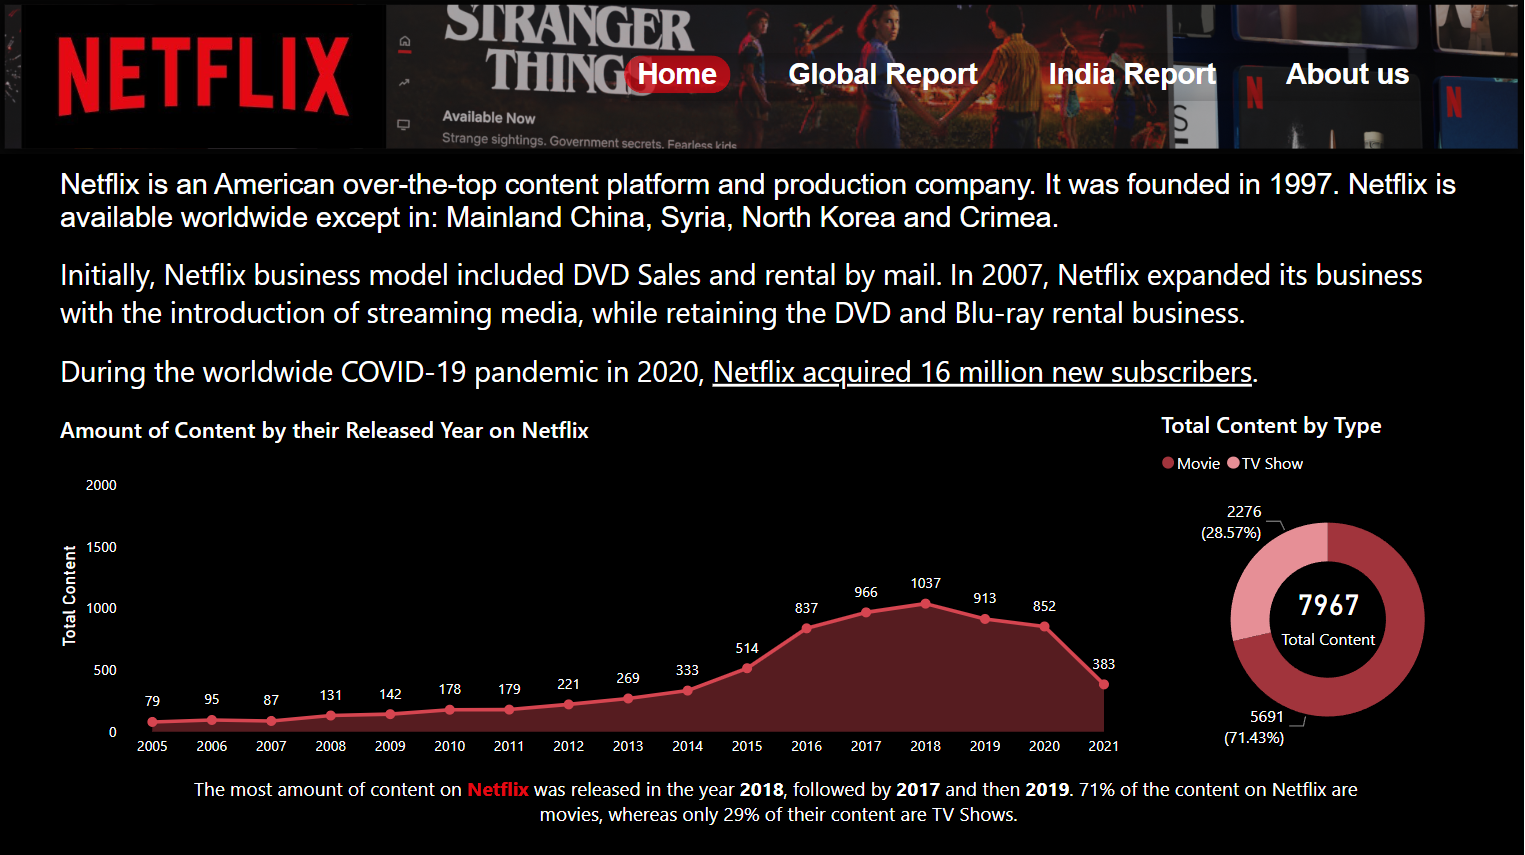 NETFLIX
STRANGER
THINGS
Home
Global Report
India Report
About us
Available Now
Strange sightings. Government secrets. Fearless kids
N
N
S
Netflix is an American over-the-top content platform and production company. It was founded in 1997. Netflix is
available worldwide except in: Mainland China, Syria, North Korea and Crimea.
Initially, Netflix business model included DVD Sales and rental by mail. In 2007, Netflix expanded its business
with the introduction of streaming media, while retaining the DVD and Blu-ray rental business.
During the worldwide COVID-19 pandemic in 2020, Netflix acquired 16 million new subscribers.
Amount of Content by their Released Year on Netflix
Total Content
2000
1500
1000
500
0
79
95
87
131
142
178
179
221
269
333
514
837
966
1037
913
852
383
2005
2006
2007
2008
2009
2010
2011
2012
2013
2014
2015
2016
2017
2018
2019
2020
2021
Total Content by Type
Movie
TV Show
2276
(28.57%)
7967
Total Content
5691
(71.43%)
The most amount of content on Netflix was released in the year 2018, followed by 2017 and then 2019. 71% of the content on Netflix are
movies, whereas only 29% of their content are TV Shows.